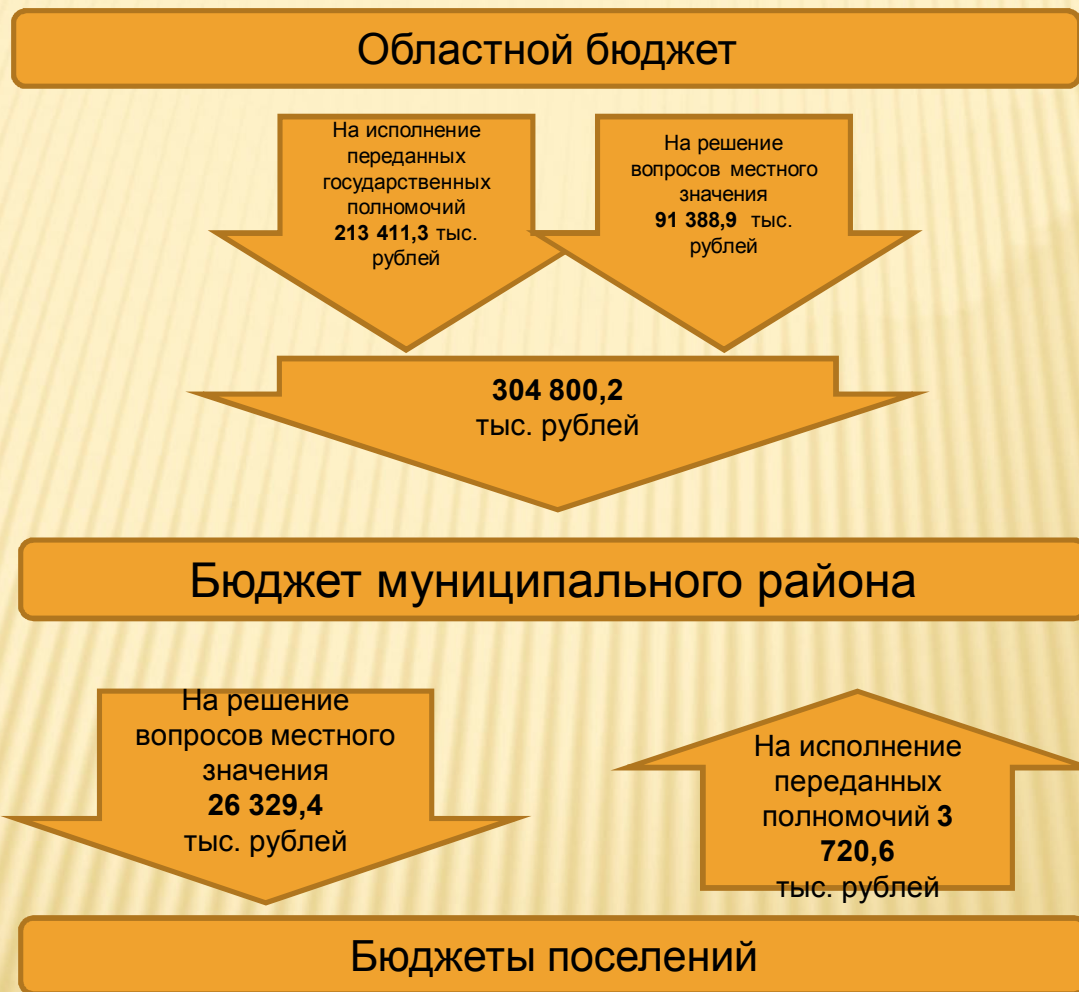 Областной бюджет
На исполнение
переданных
государственных
полномочий
213 411,3 тыс.
рублей
На решение
вопросов местного
значения
91 388,9 тыс.
рублей
304 800,2
тыс. рублей
Бюджет муниципального района
На решение
вопросов местного
значения
26 329,4
тыс. рублей
На исполнение
переданных
полномочий 3
720,6
тыс. рублей
Бюджеты поселений